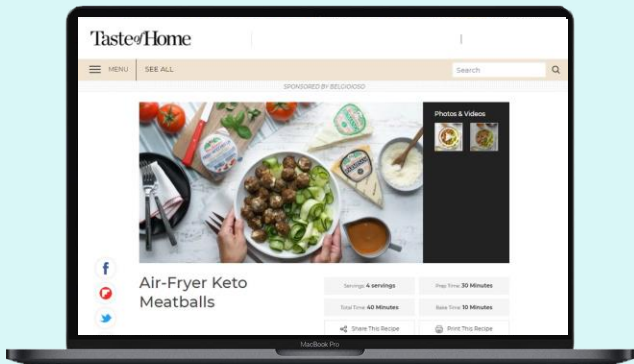 Taste of Home
MENU
SEE ALL
Search
SPONSORED BY BELGIOIOSO
Photos & Videos
Air-Fryer Keto
Meatballs
Servings: 4 servings
Prep Time: 30 Minutes
Total Time: 40 Minutes
Bake Time: 10 Minutes
Share This Recipe
Print This Recipe
MacBook Pro